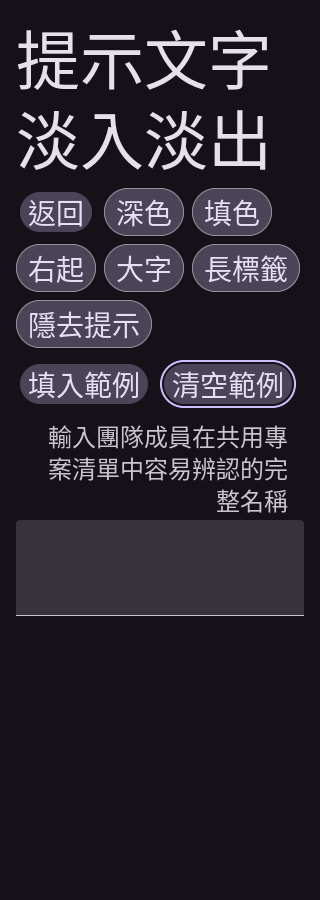 提示文字
淡入淡出
返回
深色
填色
右起
大字
長標籤
隱去提示
填入範例
清空範例
輸入團隊成員在共用專
案清單中容易辨認的完
整名稱